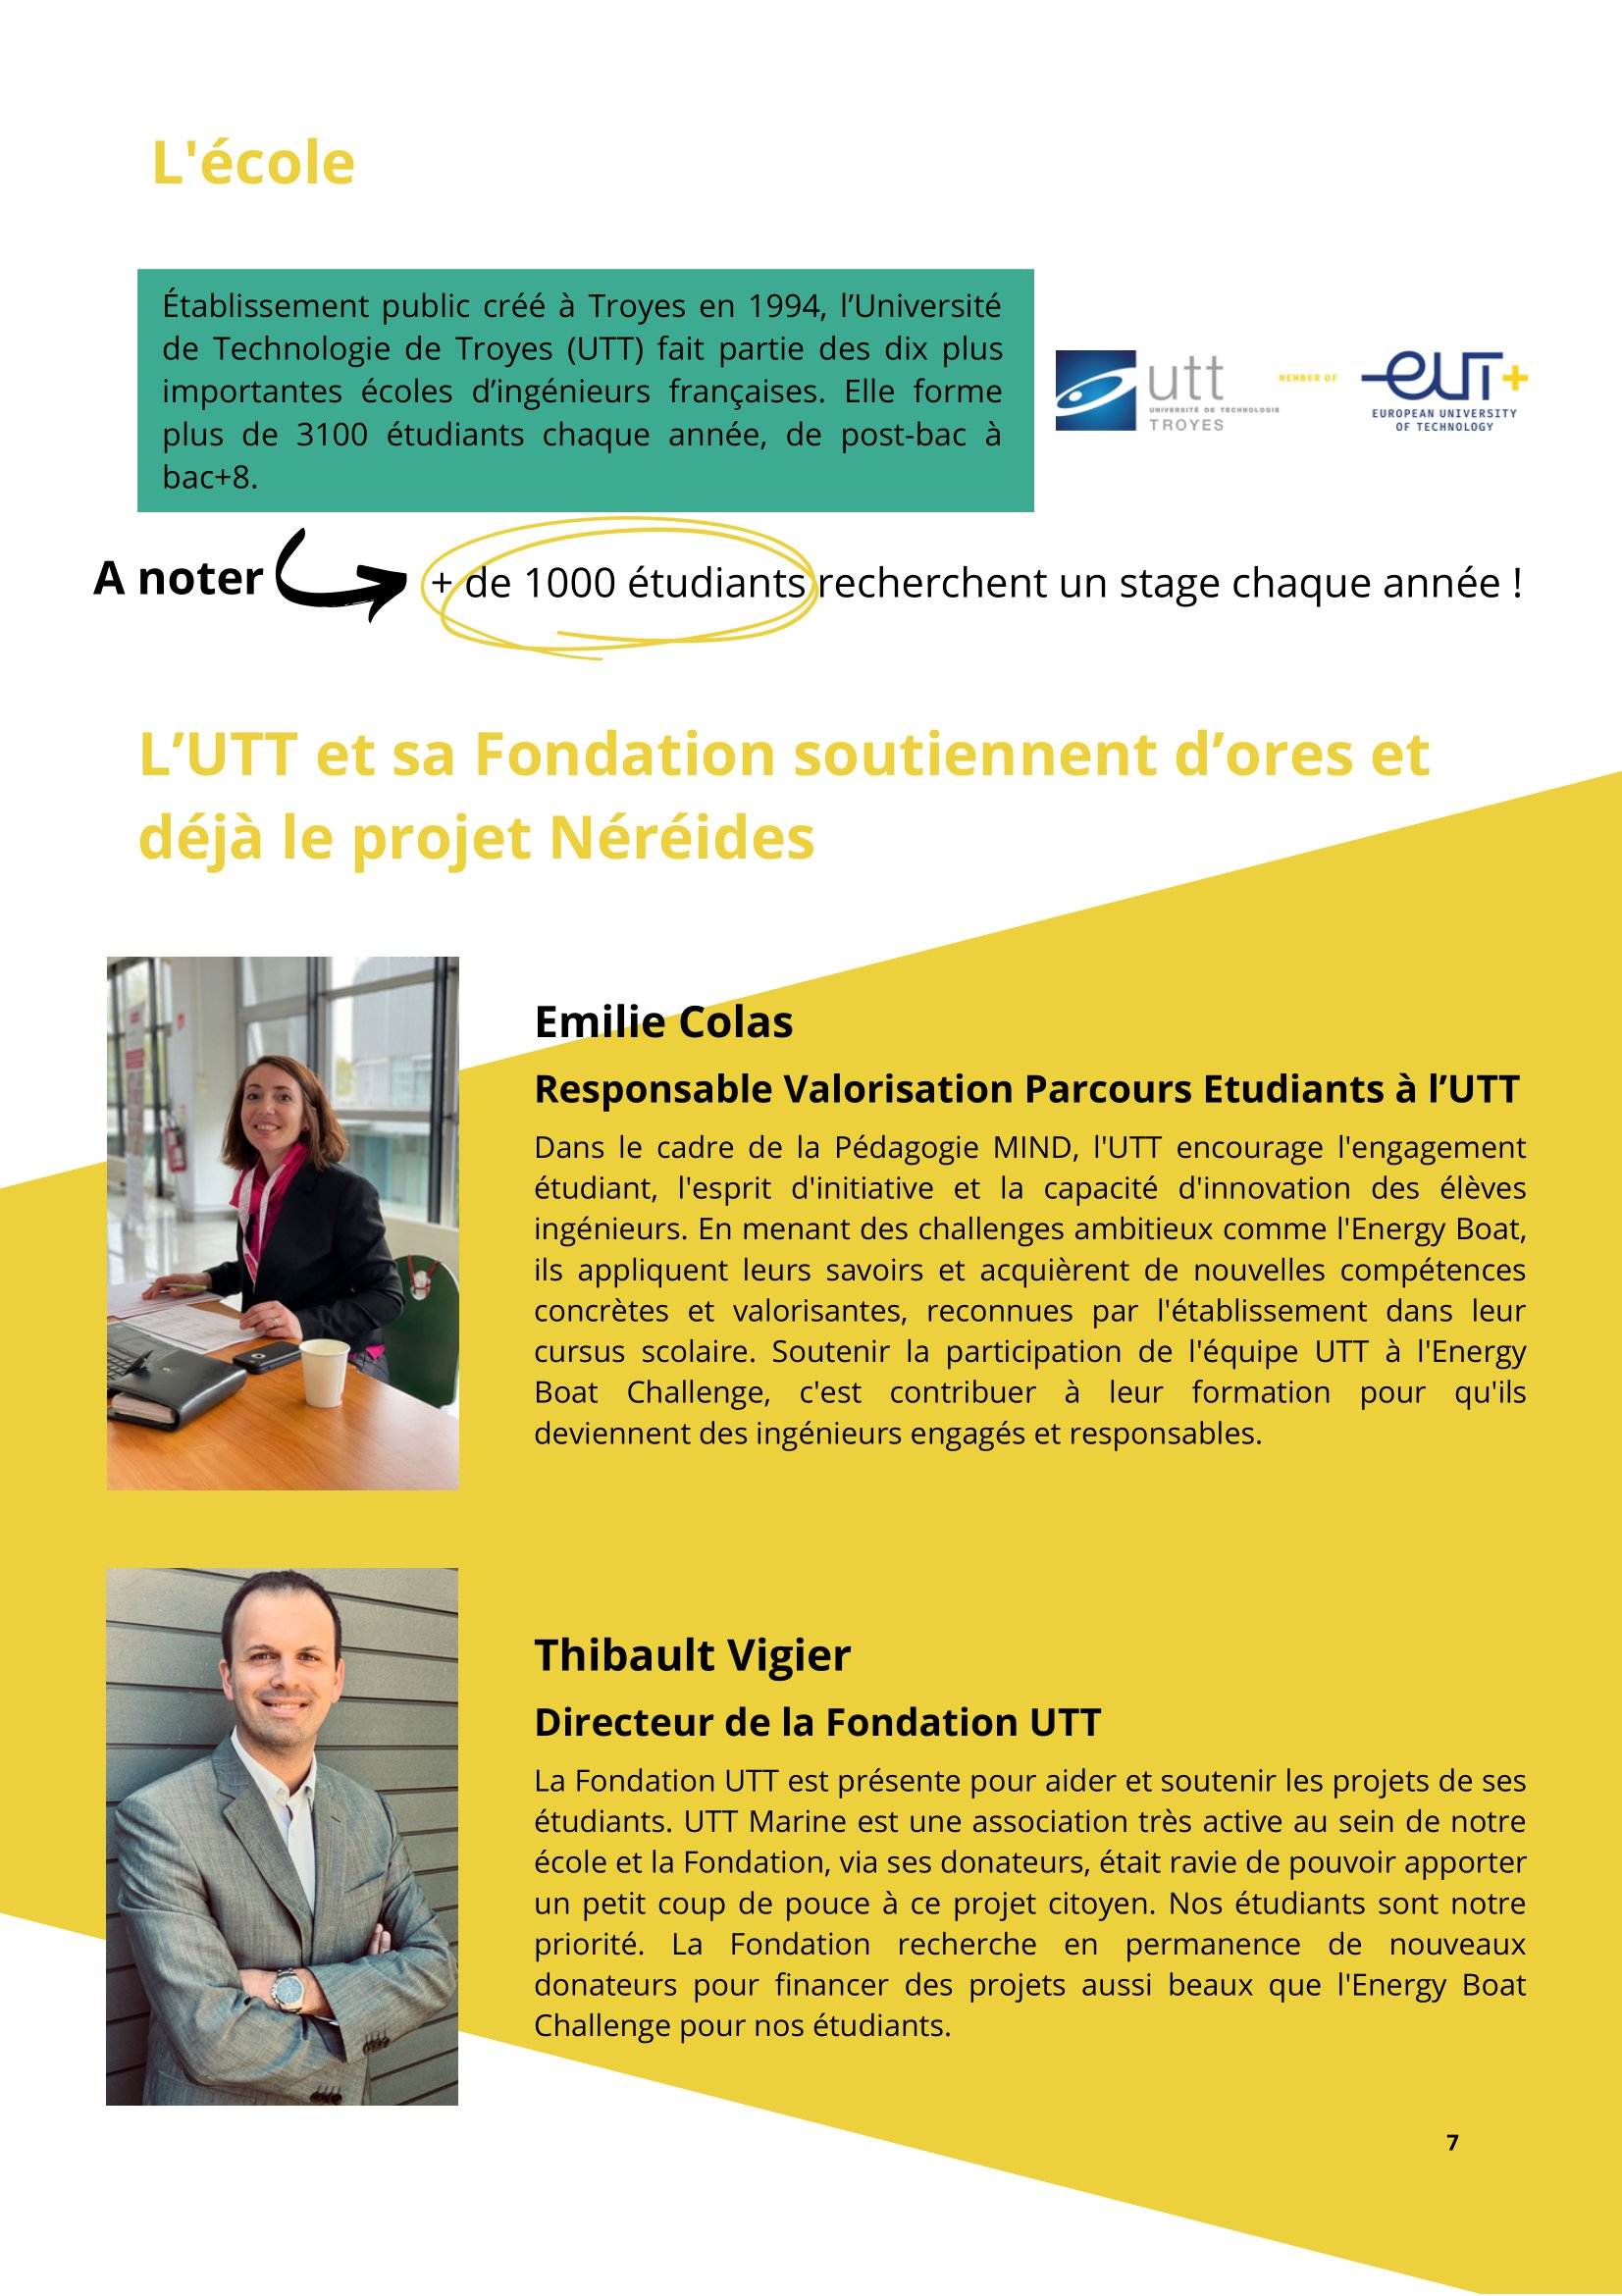 L'école
Établissement public créé à Troyes en 1994, l’Université
de Technologie de Troyes (UTT) fait partie des dix plus
importantes écoles d’ingénieurs françaises. Elle forme
plus de 3100 étudiants chaque année, de post-bac à
bac+8.
utt
UNIVERSITÉ DE TECHNOLOGIE
TROYES
MEMBER OF
EUT+
EUROPEAN UNIVERSITY
OF TECHNOLOGY
A noter
+ de 1000 étudiants recherchent un stage chaque année !
L’UTT et sa Fondation soutiennent d’ores et
déjà le projet Néréides
Emilie Colas
Responsable Valorisation Parcours Etudiants à l’UTT
Dans le cadre de la Pédagogie MIND, l'UTT encourage l'engagement
étudiant, l'esprit d'initiative et la capacité d'innovation des élèves
ingénieurs. En menant des challenges ambitieux comme l'Energy Boat,
ils appliquent leurs savoirs et acquièrent de nouvelles compétences
concrètes et valorisantes, reconnues par l'établissement dans leur
cursus scolaire. Soutenir la participation de l'équipe UTT à l'Energy
Boat Challenge, c'est contribuer à leur formation pour qu'ils
deviennent des ingénieurs engagés et responsables.
Thibault Vigier
Directeur de la Fondation UTT
La Fondation UTT est présente pour aider et soutenir les projets de ses
étudiants. UTT Marine est une association très active au sein de notre
école et la Fondation, via ses donateurs, était ravie de pouvoir apporter
un petit coup de pouce à ce projet citoyen. Nos étudiants sont notre
priorité. La Fondation recherche en permanence de nouveaux
donateurs pour financer des projets aussi beaux que l'Energy Boat
Challenge pour nos étudiants.
7